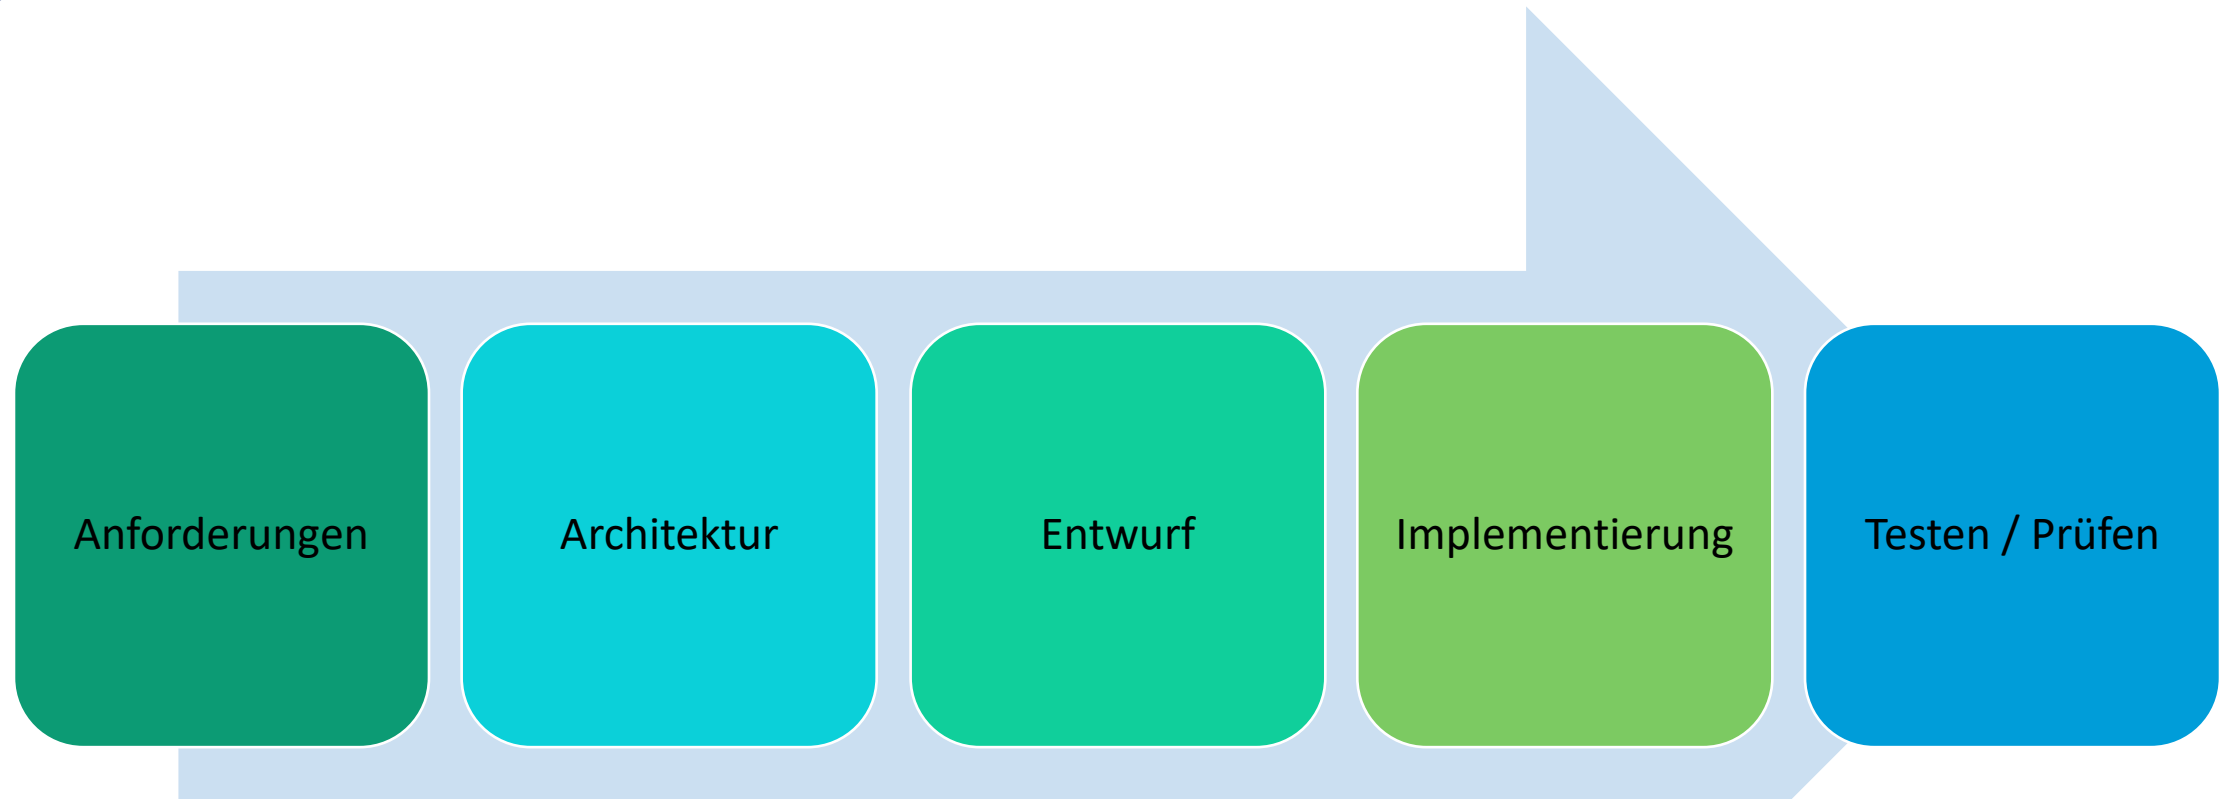 Anforderungen
Architektur
Entwurf
Implementierung
Testen / Prüfen